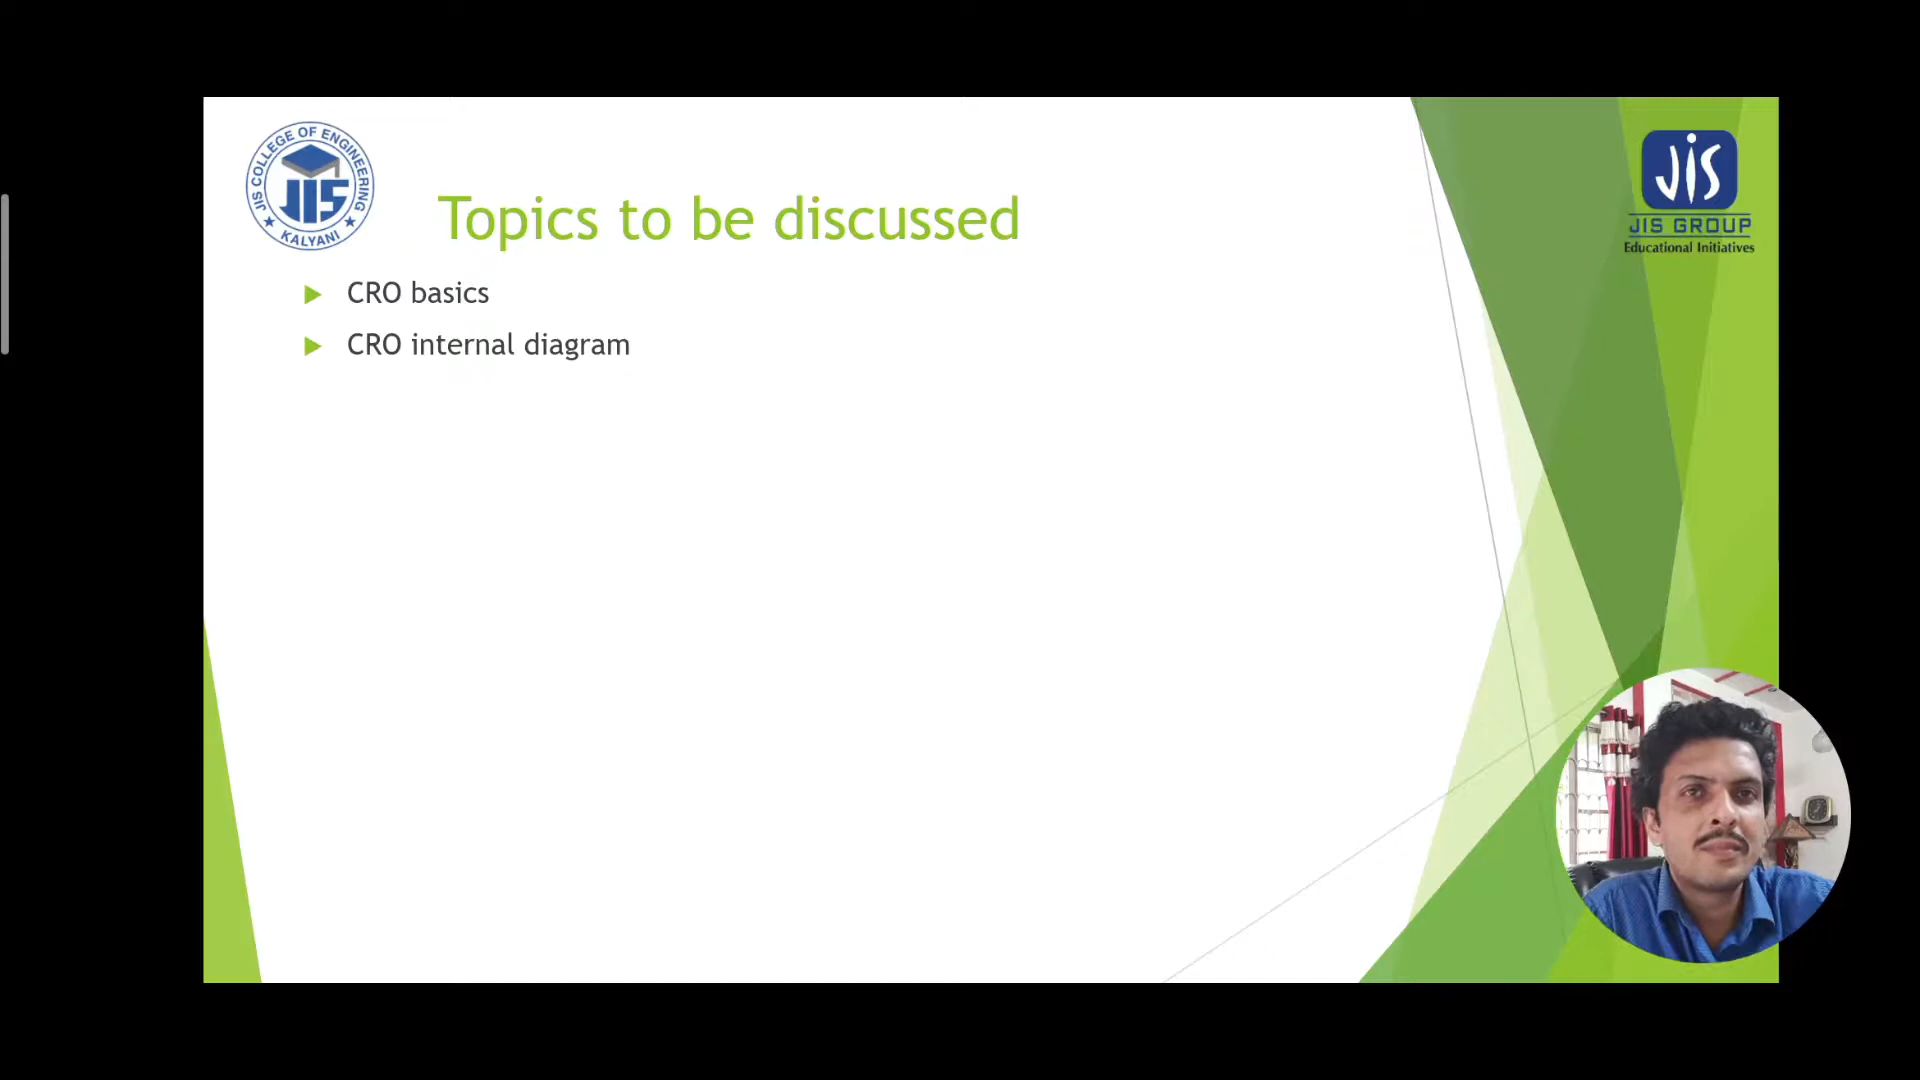 JIS COLLEGE OF ENGINEERING
JIS
★ KALYANI ★
Topics to be discussed
JIS
JIS GROUP
Educational Initiatives
CRO basics
CRO internal diagram